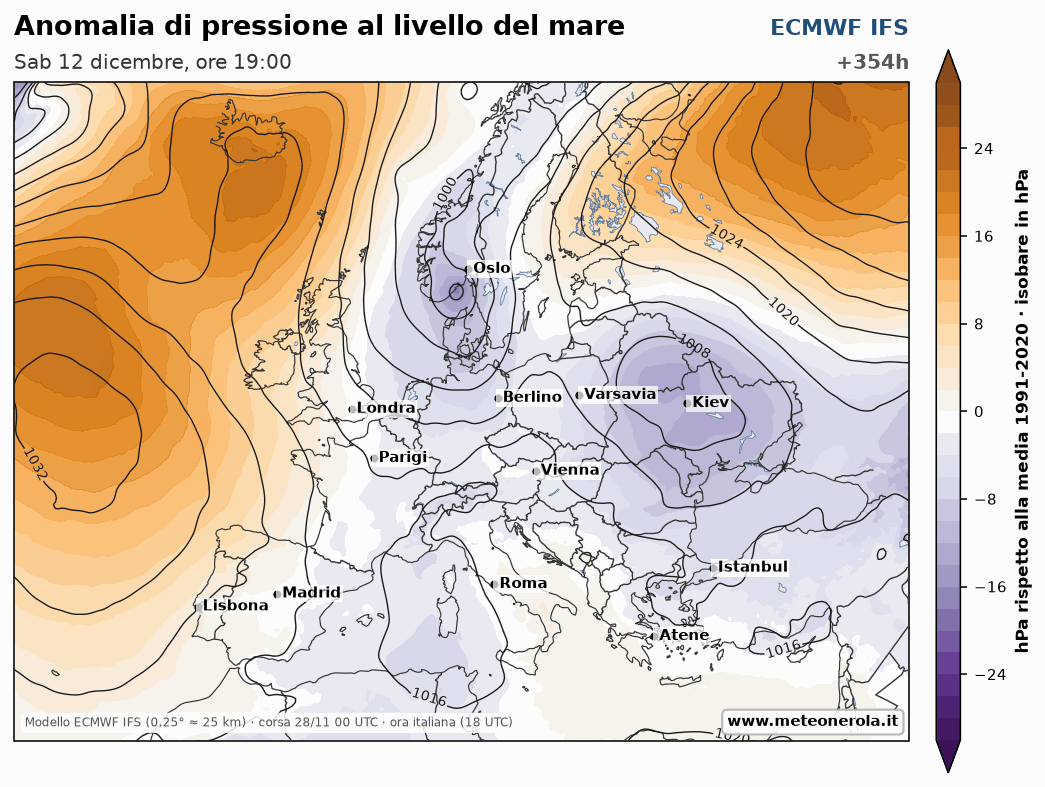 Anomalia di pressione al livello del mare
ECMWF IFS
Sab 12 dicembre, ore 19:00
+354h
24
16
8
0
−8
−16
−24
hPa rispetto alla media 1991-2020 · isobare in hPa
1000
Oslo
1024
1020
1008
Berlino
Varsavia
Kiev
Londra
1032
Parigi
Vienna
Istanbul
Roma
Madrid
Lisbona
Atene
1016
1016
Modello ECMWF IFS (0,25° ≈ 25 km) · corsa 28/11 00 UTC · ora italiana (18 UTC)
www.meteonerola.it
1020